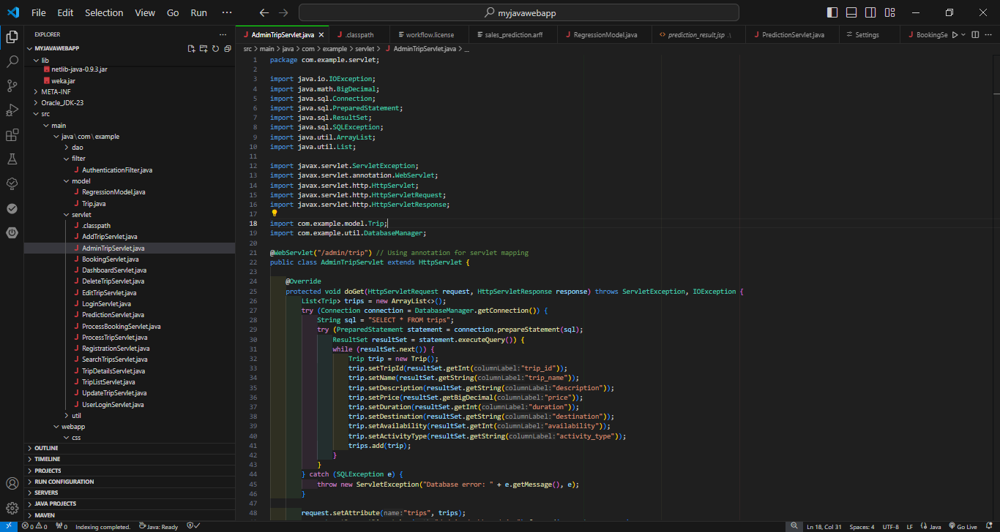 File Edit Selection View Go Run ··· myjavawebapp
EXPLORER ···
MYJAVAWEBAPP
lib
netlib-java-0.9.3.jar
weka.jar
META-INF
Oracle_JDK-23
src
main
java \ com \ example
dao
filter
AuthenticationFilter.java
model
RegressionModel.java
Trip.java
servlet
.classpath
AddTripServlet.java
AdminTripServlet.java
BookingServlet.java
DashboardServlet.java
DeleteTripServlet.java
EditTripServlet.java
LoginServlet.java
PredictionServlet.java
ProcessBookingServlet.java
ProcessTripServlet.java
RegistrationServlet.java
SearchTripsServlet.java
TripDetailsServlet.java
TripListServlet.java
UpdateTripServlet.java
UserLoginServlet.java
util
webapp
css
OUTLINE
TIMELINE
PROJECTS
RUN CONFIGURATION
SERVERS
JAVA PROJECTS
MAVEN
AdminTripServlet.java .classpath workflow.license sales_prediction.arff RegressionModel.java prediction_result.jsp .\ PredictionServlet.java Settings BookingSe ···
src > main > java > com > example > servlet > AdminTripServlet.java > ...
1 package com.example.servlet;
2
3 import java.io.IOException;
4 import java.math.BigDecimal;
5 import java.sql.Connection;
6 import java.sql.PreparedStatement;
7 import java.sql.ResultSet;
8 import java.sql.SQLException;
9 import java.util.ArrayList;
10 import java.util.List;
11
12 import javax.servlet.ServletException;
13 import javax.servlet.annotation.WebServlet;
14 import javax.servlet.http.HttpServlet;
15 import javax.servlet.http.HttpServletRequest;
16 import javax.servlet.http.HttpServletResponse;
17
18 import com.example.model.Trip;
19 import com.example.util.DatabaseManager;
20
21 @WebServlet("/admin/trip") // Using annotation for servlet mapping
22 public class AdminTripServlet extends HttpServlet {
23
24 @Override
25 protected void doGet(HttpServletRequest request, HttpServletResponse response) throws ServletException, IOException {
26 List<Trip> trips = new ArrayList<>();
27 try (Connection connection = DatabaseManager.getConnection()) {
28 String sql = "SELECT * FROM trips";
29 try (PreparedStatement statement = connection.prepareStatement(sql);
30 ResultSet resultSet = statement.executeQuery()) {
31 while (resultSet.next()) {
32 Trip trip = new Trip();
33 trip.setTripId(resultSet.getInt(columnLabel:"trip_id"));
34 trip.setName(resultSet.getString(columnLabel:"trip_name"));
35 trip.setDescription(resultSet.getString(columnLabel:"description"));
36 trip.setPrice(resultSet.getBigDecimal(columnLabel:"price"));
37 trip.setDuration(resultSet.getInt(columnLabel:"duration"));
38 trip.setDestination(resultSet.getString(columnLabel:"destination"));
39 trip.setAvailability(resultSet.getInt(columnLabel:"availability"));
40 trip.setActivityType(resultSet.getString(columnLabel:"activity_type"));
41 trips.add(trip);
42 }
43 }
44 } catch (SQLException e) {
45 throw new ServletException("Database error: " + e.getMessage(), e);
46 }
47
48 request.setAttribute(name:"trips", trips);
0 0 0 Indexing completed. Java: Ready Ln 18, Col 31 Spaces: 4 UTF-8 LF {} Java Go Live